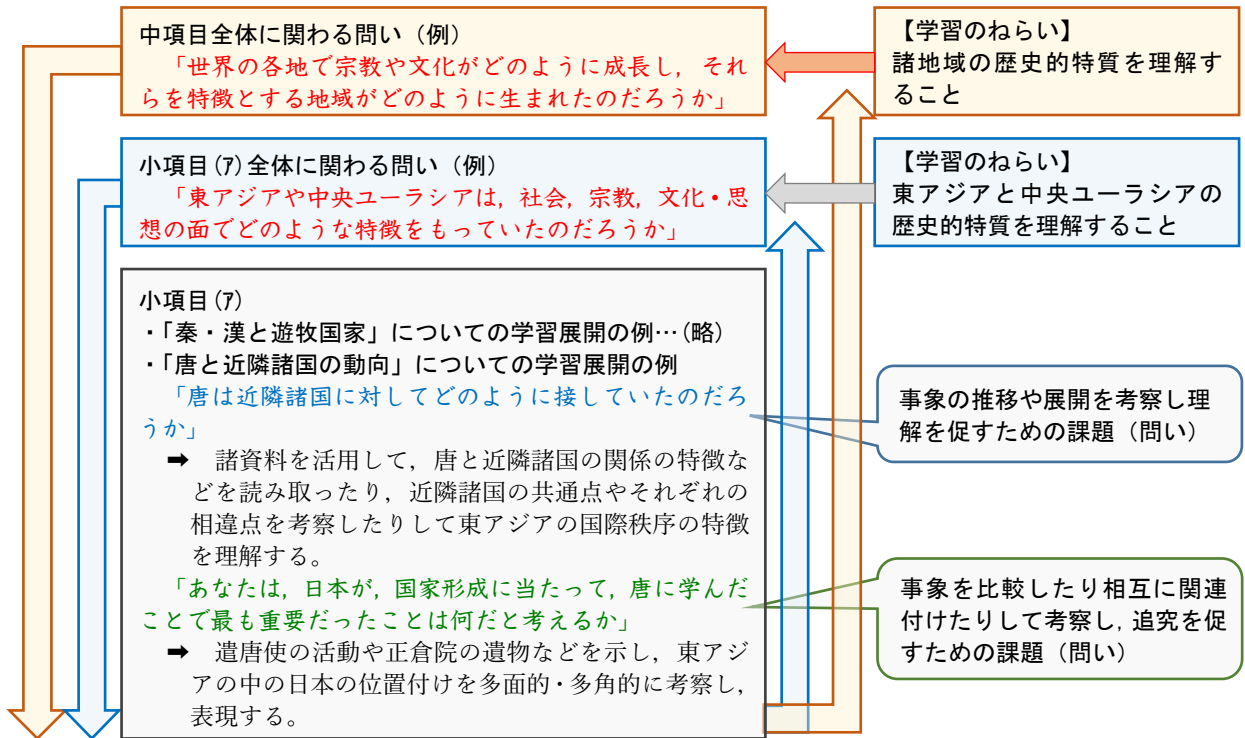 中項目全体に関わる問い（例）
「世界の各地で宗教や文化がどのように成長し，それ
らを特徴とする地域がどのように生まれたのだろうか」
【学習のねらい】
諸地域の歴史的特質を理解す
ること
小項目(ｱ)全体に関わる問い（例）
「東アジアや中央ユーラシアは，社会，宗教，文化・思
想の面でどのような特徴をもっていたのだろうか」
【学習のねらい】
東アジアと中央ユーラシアの
歴史的特質を理解すること
小項目(ｱ)
・「秦・漢と遊牧国家」についての学習展開の例…(略)
・「唐と近隣諸国の動向」についての学習展開の例
「唐は近隣諸国に対してどのように接していたのだろ
うか」
➡ 諸資料を活用して，唐と近隣諸国の関係の特徴な
どを読み取ったり，近隣諸国の共通点やそれぞれの
相違点を考察したりして東アジアの国際秩序の特徴
を理解する。
「あなたは，日本が，国家形成に当たって，唐に学んだ
ことで最も重要だったことは何だと考えるか」
➡ 遣唐使の活動や正倉院の遺物などを示し，東アジ
アの中の日本の位置付けを多面的・多角的に考察し，
表現する。
事象の推移や展開を考察し理
解を促すための課題（問い）
事象を比較したり相互に関連
付けたりして考察し，追究を促
すための課題（問い）